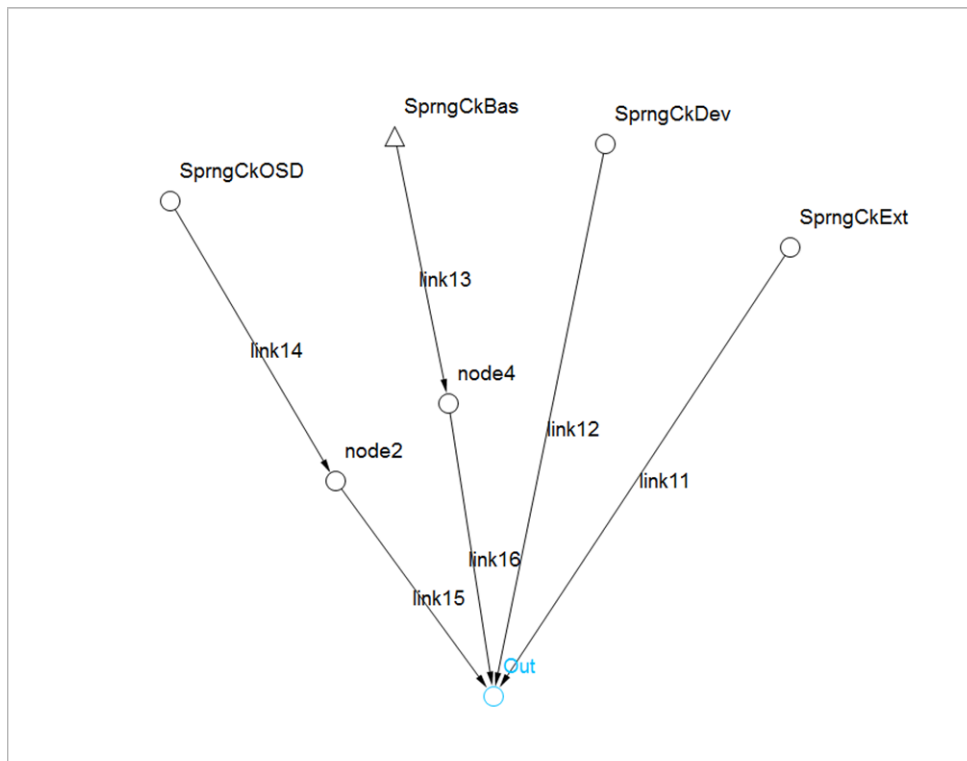 SprngCkBas
SprngCkDev
SprngCkOSD
SprngCkExt
link13
link14
node4
link12
node2
link11
link16
link15
Out